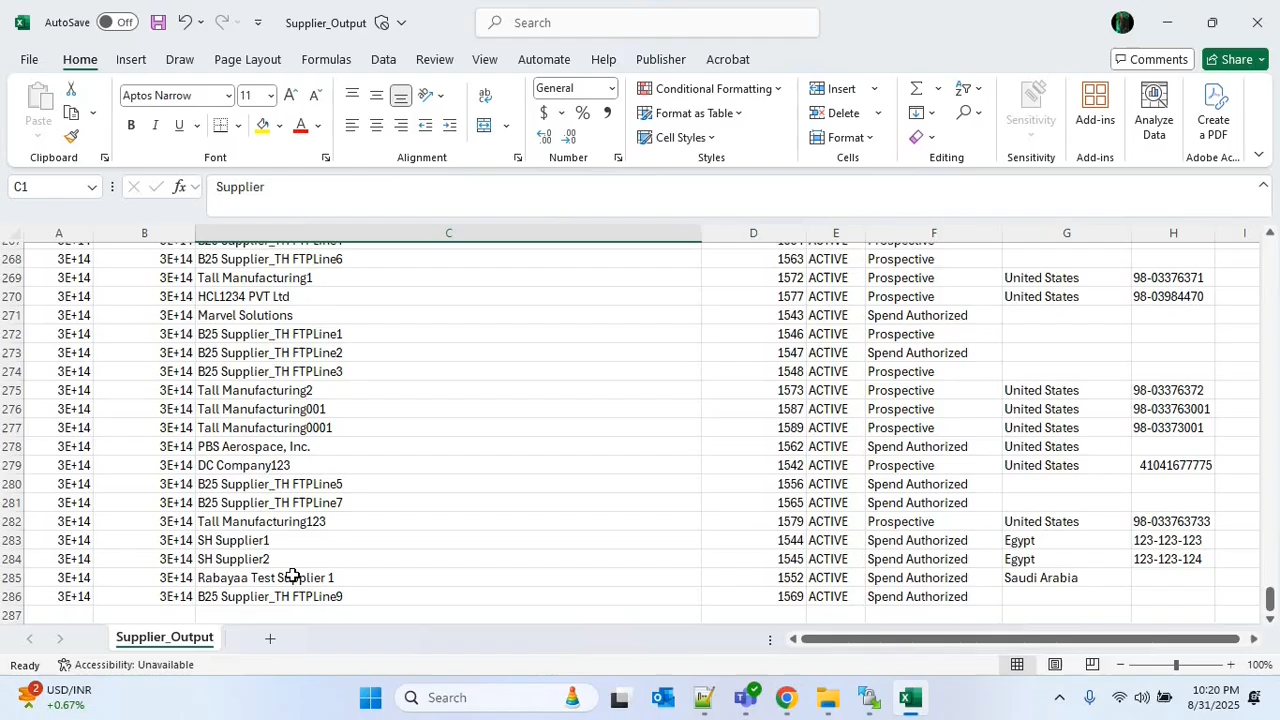 AutoSave Off Supplier_Output Search
File Home Insert Draw Page Layout Formulas Data Review View Automate Help Publisher Acrobat Comments Share
Paste Aptos Narrow 11 A A General Conditional Formatting Insert Sensitivity Add-ins Analyze Data Create a PDF
B I U A $ % Format as Table Delete
Cell Styles Format
Clipboard Font Alignment Number Styles Cells Editing Sensitivity Add-ins Adobe Ac...
C1 fx Supplier
A B C D E F G H I
268 3E+14 3E+14 B25 Supplier_TH FTPLine6 1563 ACTIVE Prospective
269 3E+14 3E+14 Tall Manufacturing1 1572 ACTIVE Prospective United States 98-03376371
270 3E+14 3E+14 HCL1234 PVT Ltd 1577 ACTIVE Prospective United States 98-03984470
271 3E+14 3E+14 Marvel Solutions 1543 ACTIVE Spend Authorized
272 3E+14 3E+14 B25 Supplier_TH FTPLine1 1546 ACTIVE Prospective
273 3E+14 3E+14 B25 Supplier_TH FTPLine2 1547 ACTIVE Spend Authorized
274 3E+14 3E+14 B25 Supplier_TH FTPLine3 1548 ACTIVE Prospective
275 3E+14 3E+14 Tall Manufacturing2 1573 ACTIVE Prospective United States 98-03376372
276 3E+14 3E+14 Tall Manufacturing001 1587 ACTIVE Prospective United States 98-033763001
277 3E+14 3E+14 Tall Manufacturing0001 1589 ACTIVE Prospective United States 98-03373001
278 3E+14 3E+14 PBS Aerospace, Inc. 1562 ACTIVE Spend Authorized United States
279 3E+14 3E+14 DC Company123 1542 ACTIVE Prospective United States 41041677775
280 3E+14 3E+14 B25 Supplier_TH FTPLine5 1556 ACTIVE Spend Authorized
281 3E+14 3E+14 B25 Supplier_TH FTPLine7 1565 ACTIVE Spend Authorized
282 3E+14 3E+14 Tall Manufacturing123 1579 ACTIVE Prospective United States 98-033763733
283 3E+14 3E+14 SH Supplier1 1544 ACTIVE Spend Authorized Egypt 123-123-123
284 3E+14 3E+14 SH Supplier2 1545 ACTIVE Spend Authorized Egypt 123-123-124
285 3E+14 3E+14 Rabayaa Test Supplier 1 1552 ACTIVE Spend Authorized Saudi Arabia
286 3E+14 3E+14 B25 Supplier_TH FTPLine9 1569 ACTIVE Spend Authorized
287
Supplier_Output
Ready Accessibility: Unavailable 100%
2 USD/INR +0.67% Search 10:20 PM 8/31/2025